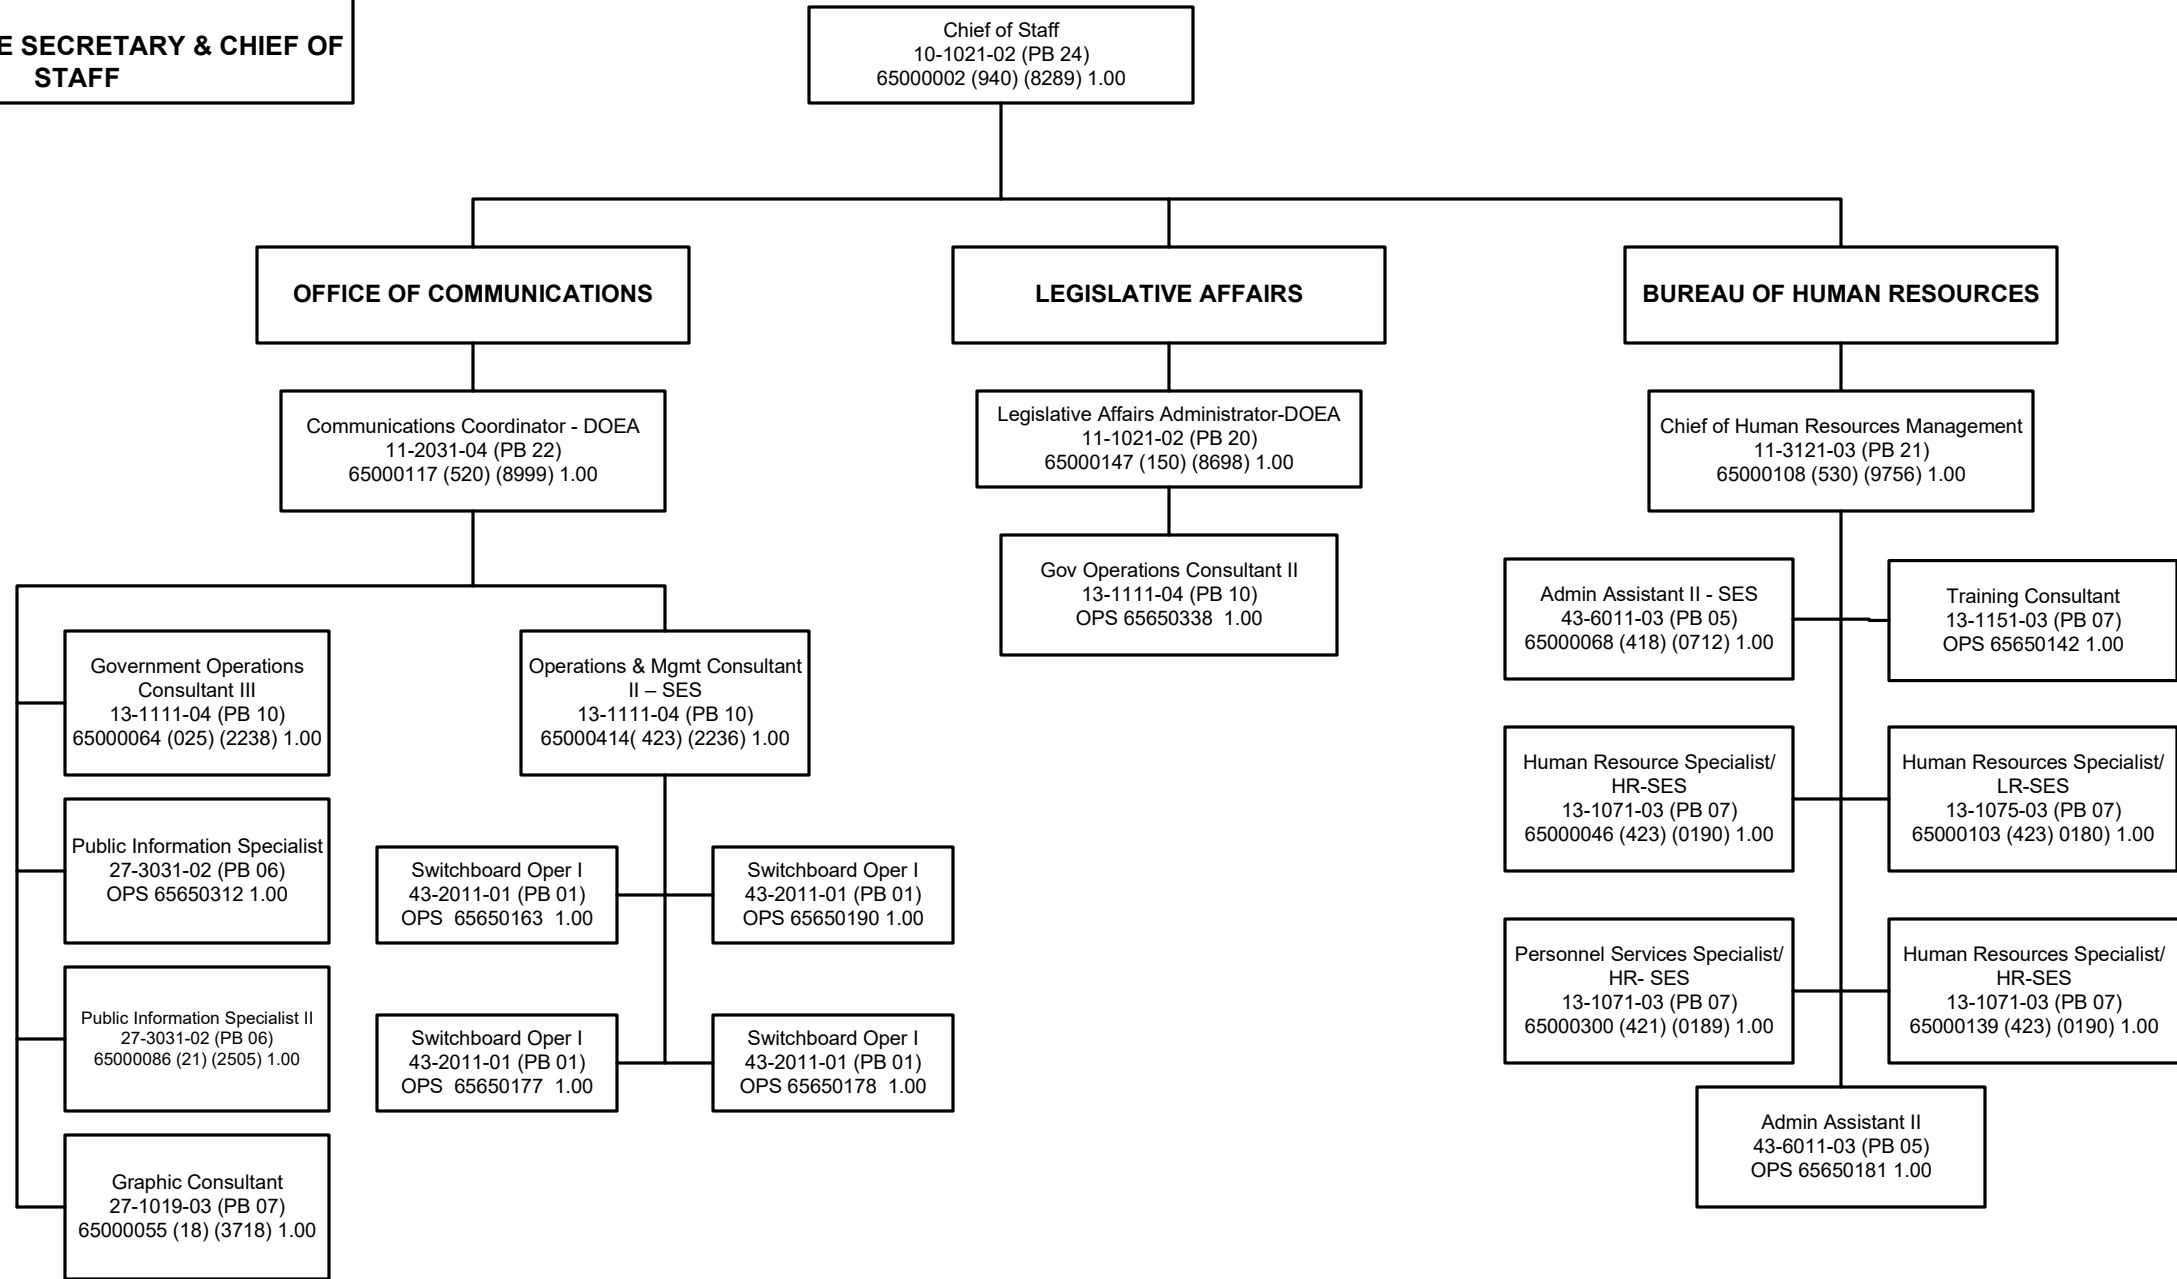 SECRETARY & CHIEF OF
STAFF
Chief of Staff
10-1021-02 (PB 24)
65000002 (940) (8289) 1.00
OFFICE OF COMMUNICATIONS
LEGISLATIVE AFFAIRS
BUREAU OF HUMAN RESOURCES
Communications Coordinator - DOEA
11-2031-04 (PB 22)
65000117 (520) (8999) 1.00
Legislative Affairs Administrator-DOEA
11-1021-02 (PB 20)
65000147 (150) (8698) 1.00
Chief of Human Resources Management
11-3121-03 (PB 21)
65000108 (530) (9756) 1.00
Gov Operations Consultant II
13-1111-04 (PB 10)
OPS 65650338  1.00
Government Operations
Consultant III
13-1111-04 (PB 10)
65000064 (025) (2238) 1.00
Operations & Mgmt Consultant
II – SES
13-1111-04 (PB 10)
65000414( 423) (2236) 1.00
Public Information Specialist
27-3031-02 (PB 06)
OPS 65650312 1.00
Public Information Specialist II
27-3031-02 (PB 06)
65000086 (21) (2505) 1.00
Graphic Consultant
27-1019-03 (PB 07)
65000055 (18) (3718) 1.00
Switchboard Oper I
43-2011-01 (PB 01)
OPS  65650163  1.00
Switchboard Oper I
43-2011-01 (PB 01)
OPS 65650190 1.00
Switchboard Oper I
43-2011-01 (PB 01)
OPS  65650177  1.00
Switchboard Oper I
43-2011-01 (PB 01)
OPS 65650178  1.00
Admin Assistant II - SES
43-6011-03 (PB 05)
65000068 (418) (0712) 1.00
Training Consultant
13-1151-03 (PB 07)
OPS 65650142 1.00
Human Resource Specialist/
HR-SES
13-1071-03 (PB 07)
65000046 (423) (0190) 1.00
Human Resources Specialist/
LR-SES
13-1075-03 (PB 07)
65000103 (423) 0180) 1.00
Personnel Services Specialist/
HR- SES
13-1071-03 (PB 07)
65000300 (421) (0189) 1.00
Human Resources Specialist/
HR-SES
13-1071-03 (PB 07)
65000139 (423) (0190) 1.00
Admin Assistant II
43-6011-03 (PB 05)
OPS 65650181 1.00